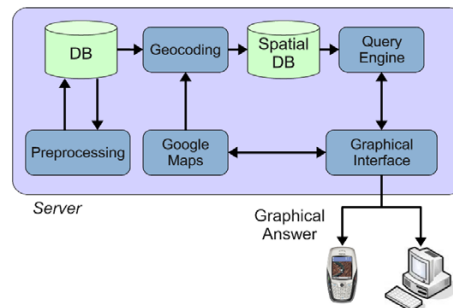 DB
Geocoding
Spatial
DB
Query
Engine
Preprocessing
Google
Maps
Graphical
Interface
Server
Graphical
Answer